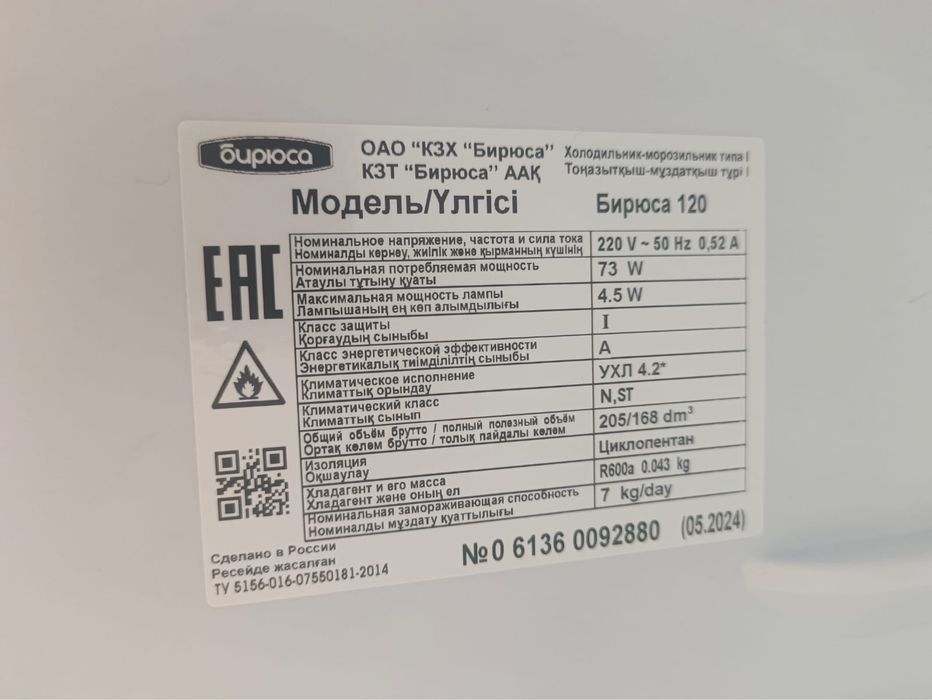 бирюса
ОАО “КЗХ “Бирюса”
КЗТ “Бирюса” ААҚ
Холодильник-морозильник типа I
Тоңазытқыш-мұздатқыш түрі I
Модель/Үлгісі Бирюса 120
EAC
Номинальное напряжение, частота и сила тока
Номиналды кернеу, жиілік және қырманның күшінің
220 V ~ 50 Hz 0,52 A
Номинальная потребляемая мощность
Атаулы тұтыну қуаты
73 W
Максимальная мощность лампы
Лампышаның ең көп алымдылығы
4.5 W
Класс защиты
Қорғаудың сыныбы
I
Класс энергетической эффективности
Энергетикалық тиімділілтің сыныбы
A
Климатическое исполнение
Климаттық орындау
УХЛ 4.2*
Климатический класс
Климаттық сынып
N,ST
Общий объём брутто / полный полезный объём
Ортақ көлем брутто / толық пайдалы көлем
205/168 dm³
Изоляция
Оқшаулау
Циклопентан
Хладагент и его масса
Хладагент және оның ел
R600a 0.043 kg
Номинальная замораживающая способность
Номиналды мұздату қуаттылығы
7 kg/day
Сделано в России
Ресейде жасалған
ТУ 5156-016-07550181-2014
№0 6136 0092880 (05.2024)